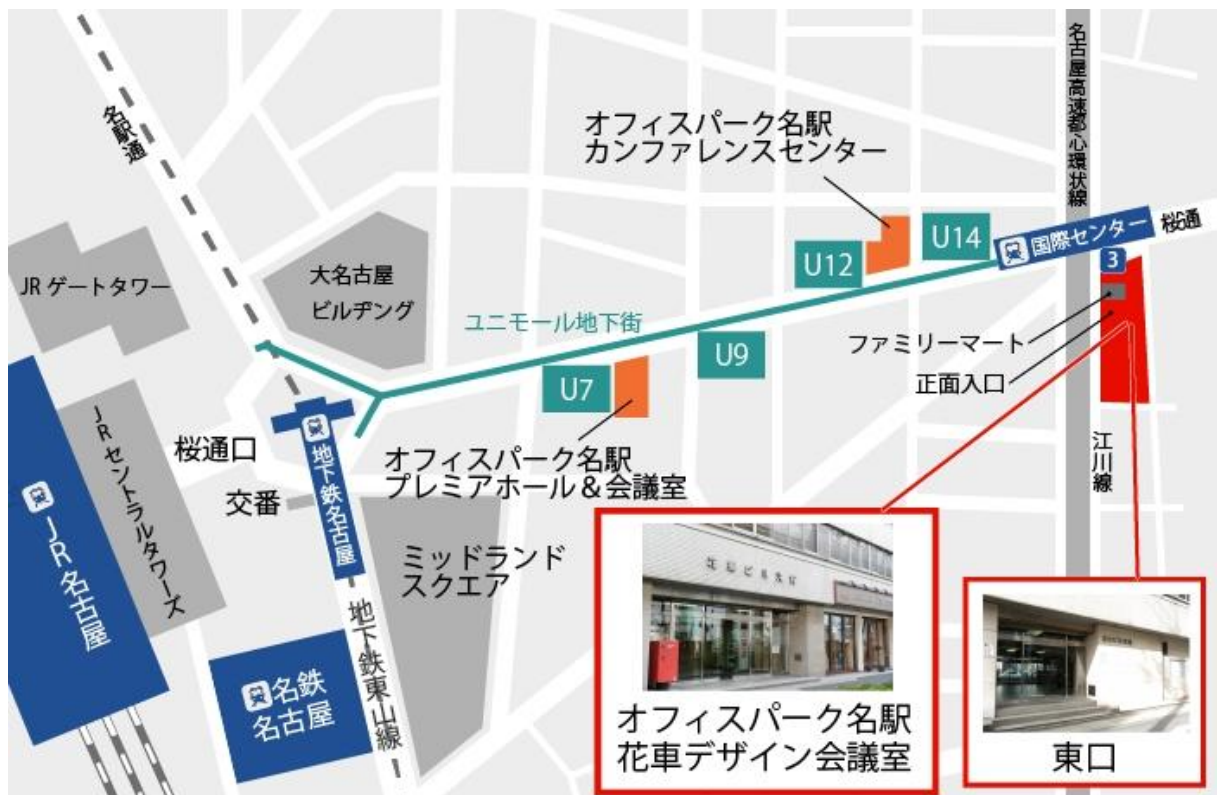 名駅通
名古屋高速都心環状線
オフィスパーク名駅
カンファレンスセンター
U14
国際センター
桜通
U12
3
JRゲートタワー
大名古屋
ビルヂング
ユニモール地下街
ファミリーマート
U9
正面入口
U7
JRセントラルタワーズ
桜通口
地下鉄名古屋
オフィスパーク名駅
プレミアホール&会議室
江川線
交番
JR名古屋
ミッドランド
スクエア
地下鉄東山線
名鉄
名古屋
オフィスパーク名駅
花車デザイン会議室
東口